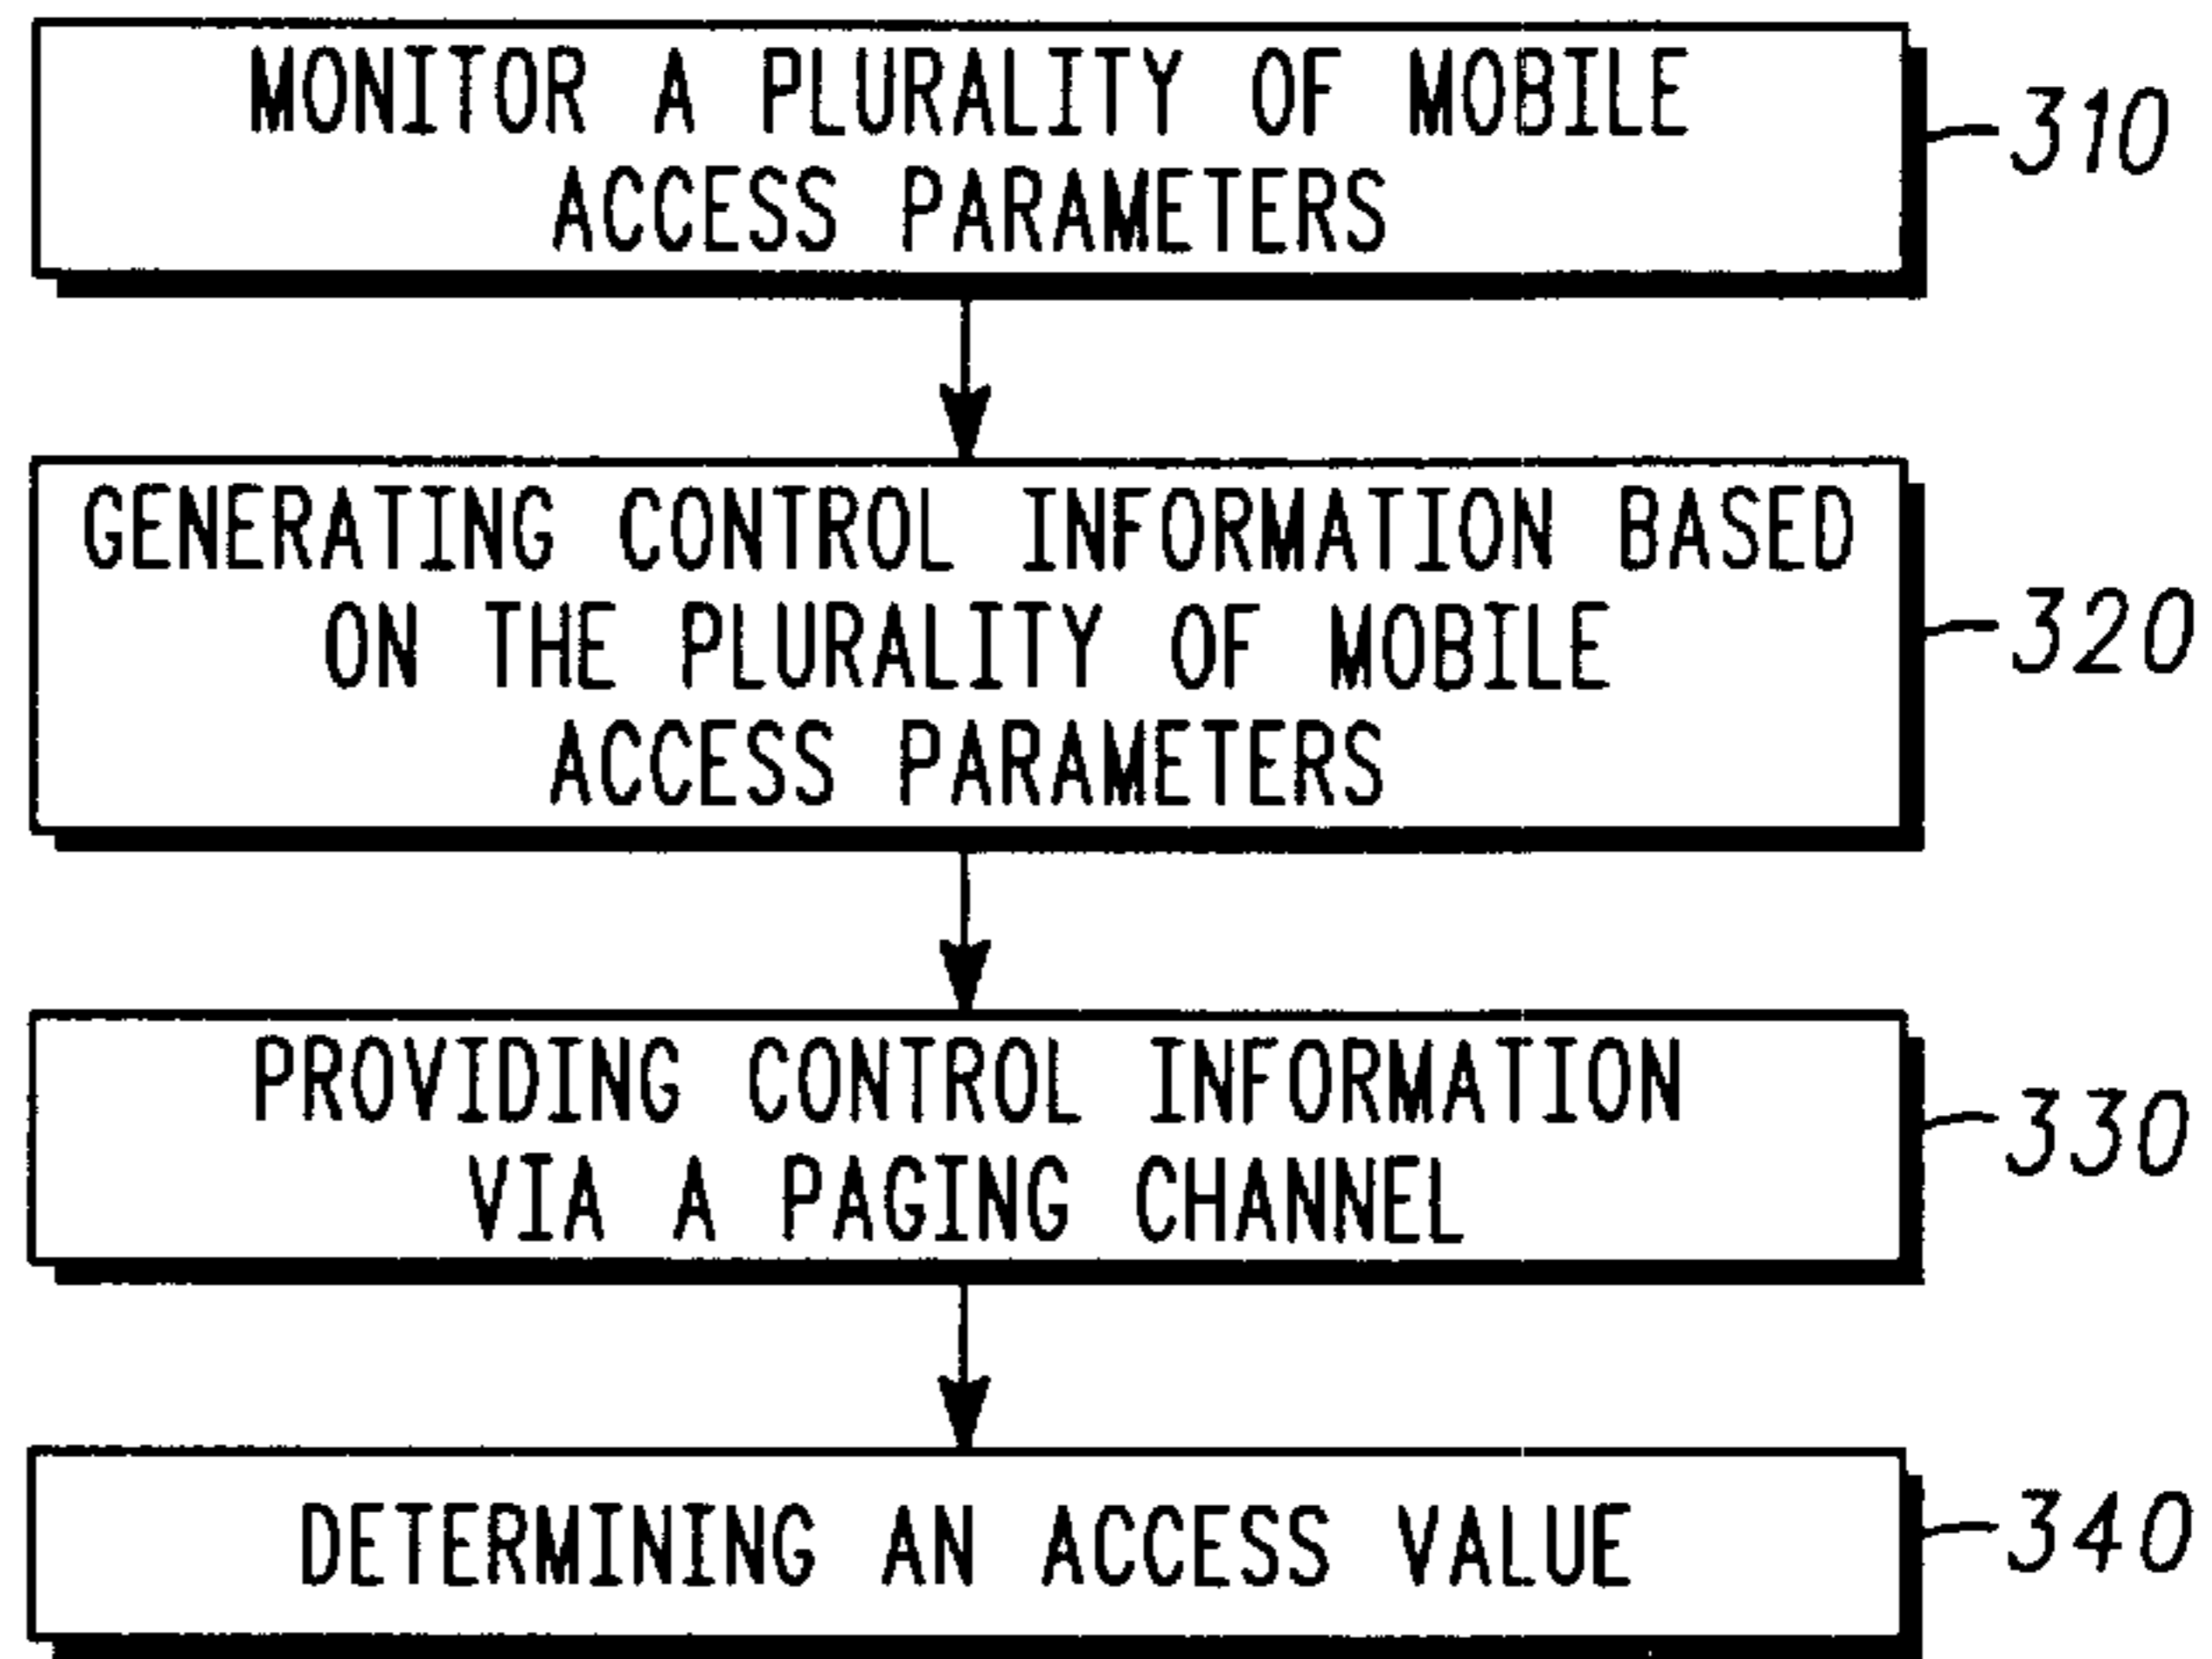 MONITOR A PLURALITY OF MOBILE
ACCESS PARAMETERS
310
GENERATING CONTROL INFORMATION BASED
ON THE PLURALITY OF MOBILE
ACCESS PARAMETERS
320
PROVIDING CONTROL INFORMATION
VIA A PAGING CHANNEL
330
DETERMINING AN ACCESS VALUE
340